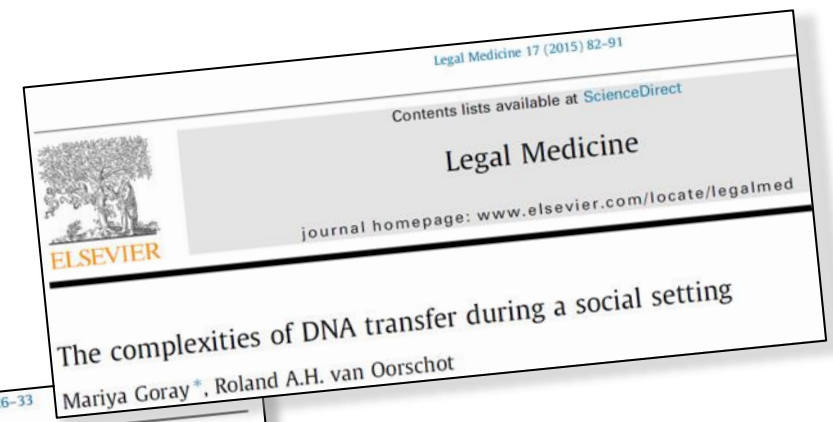 Legal Medicine 17 (2015) 82–91
Contents lists available at ScienceDirect
Legal Medicine
journal homepage: www.elsevier.com/locate/legalmed
ELSEVIER
The complexities of DNA transfer during a social setting
Mariya Goray *, Roland A.H. van Oorschot
6–33